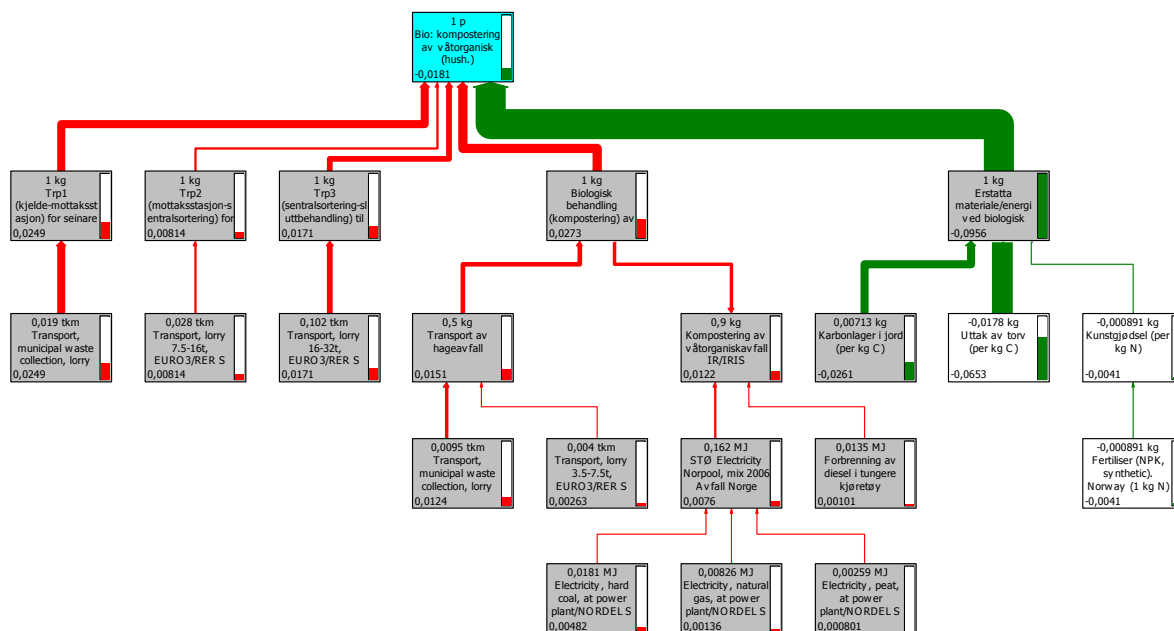 1 p
Bio: kompostering
av våtorganisk
(hush.)
-0,0181
1 kg
Trp1
(kjelde-mottaksst
asjon) for seinare
0,0249
1 kg
Trp2
(mottaksstasjon-s
entralsortering) for
0,00814
1 kg
Trp3
(sentralsortering-sl
uttbehandling) til
0,0171
1 kg
Biologisk
behandling
(kompostering) av
0,0273
1 kg
Erstatta
materiale/energi
ved biologisk
-0,0956
0,019 tkm
Transport,
municipal waste
collection, lorry
0,0249
0,028 tkm
Transport, lorry
7.5-16t,
EURO3/RER S
0,00814
0,102 tkm
Transport, lorry
16-32t,
EURO3/RER S
0,0171
0,5 kg
Transport av
hageavfall
0,0151
0,9 kg
Kompostering av
våtorganiskavfall
IR/IRIS
0,0122
0,00713 kg
Karbonlager i jord
(per kg C)
-0,0261
-0,0178 kg
Uttak av torv
(per kg C)
-0,0653
-0,000891 kg
Kunstgjødsel (per
kg N)
-0,0041
0,0095 tkm
Transport,
municipal waste
collection, lorry
0,0124
0,004 tkm
Transport, lorry
3.5-7.5t,
EURO3/RER S
0,00263
0,162 MJ
STØ Electricity
Norpool, mix 2006
Avfall Norge
0,0076
0,0135 MJ
Forbrenning av
diesel i tungere
kjøretøy
0,00101
-0,000891 kg
Fertiliser (NPK,
synthetic).
Norway (1 kg N)
-0,0041
0,0181 MJ
Electricity, hard
coal, at power
plant/NORDEL S
0,00482
0,00826 MJ
Electricity, natural
gas, at power
plant/NORDEL S
0,00136
0,00259 MJ
Electricity, peat,
at power
plant/NORDEL S
0,000801